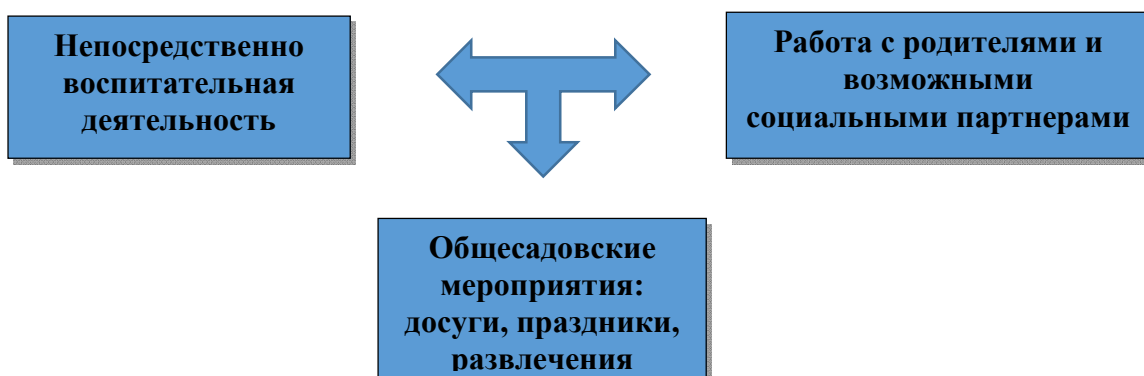 Непосредственно
воспитательная
деятельность
Работа с родителями и
возможными
социальными партнерами
Общесадовские
мероприятия:
досуги, праздники,
развлечения